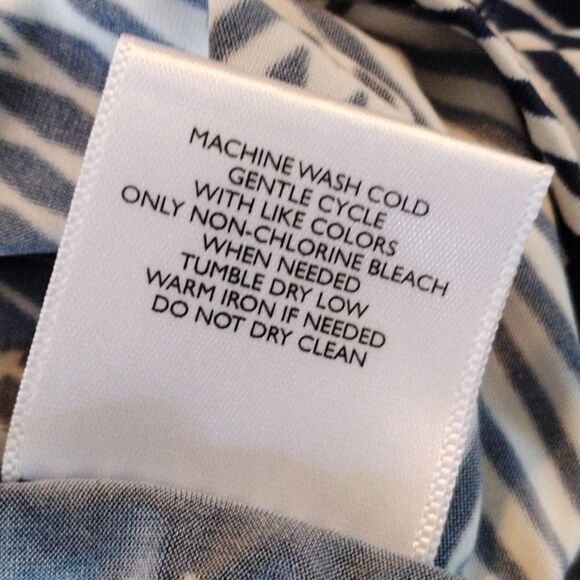 MACHINE WASH COLD
GENTLE CYCLE
WITH LIKE COLORS
ONLY NON-CHLORINE BLEACH
WHEN NEEDED
TUMBLE DRY LOW
WARM IRON IF NEEDED
DO NOT DRY CLEAN